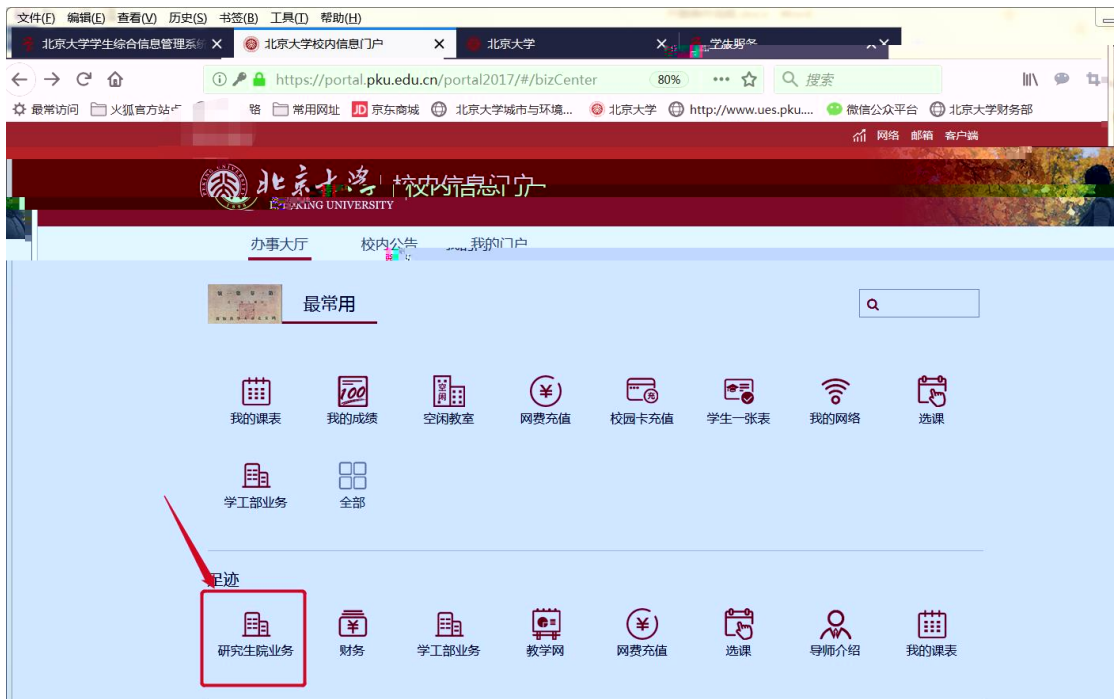 文件(F) 编辑(E) 查看(V) 历史(S) 书签(B) 工具(T) 帮助(H)
北京大学学生综合信息管理系统 北京大学校内信息门户 北京大学
https://portal.pku.edu.cn/portal2017/#/bizCenter 80% 搜索
最常访问 火狐官方站 常用网址 JD 京东商城 北京大学城市与环境... 北京大学 http://www.ues.pku.... 微信公众平台 北京大学财务部
网络 邮箱 客户端
北京大学 校内信息门户
PEKING UNIVERSITY
办事大厅 校内公告 我的门户
最常用
我的课表 我的成绩 空闲教室 网费充值 校园卡充值 学生一张表 我的网络 选课
学工部业务 全部
足迹
研究生院业务 财务 学工部业务 教学网 网费充值 选课 导师介绍 我的课表